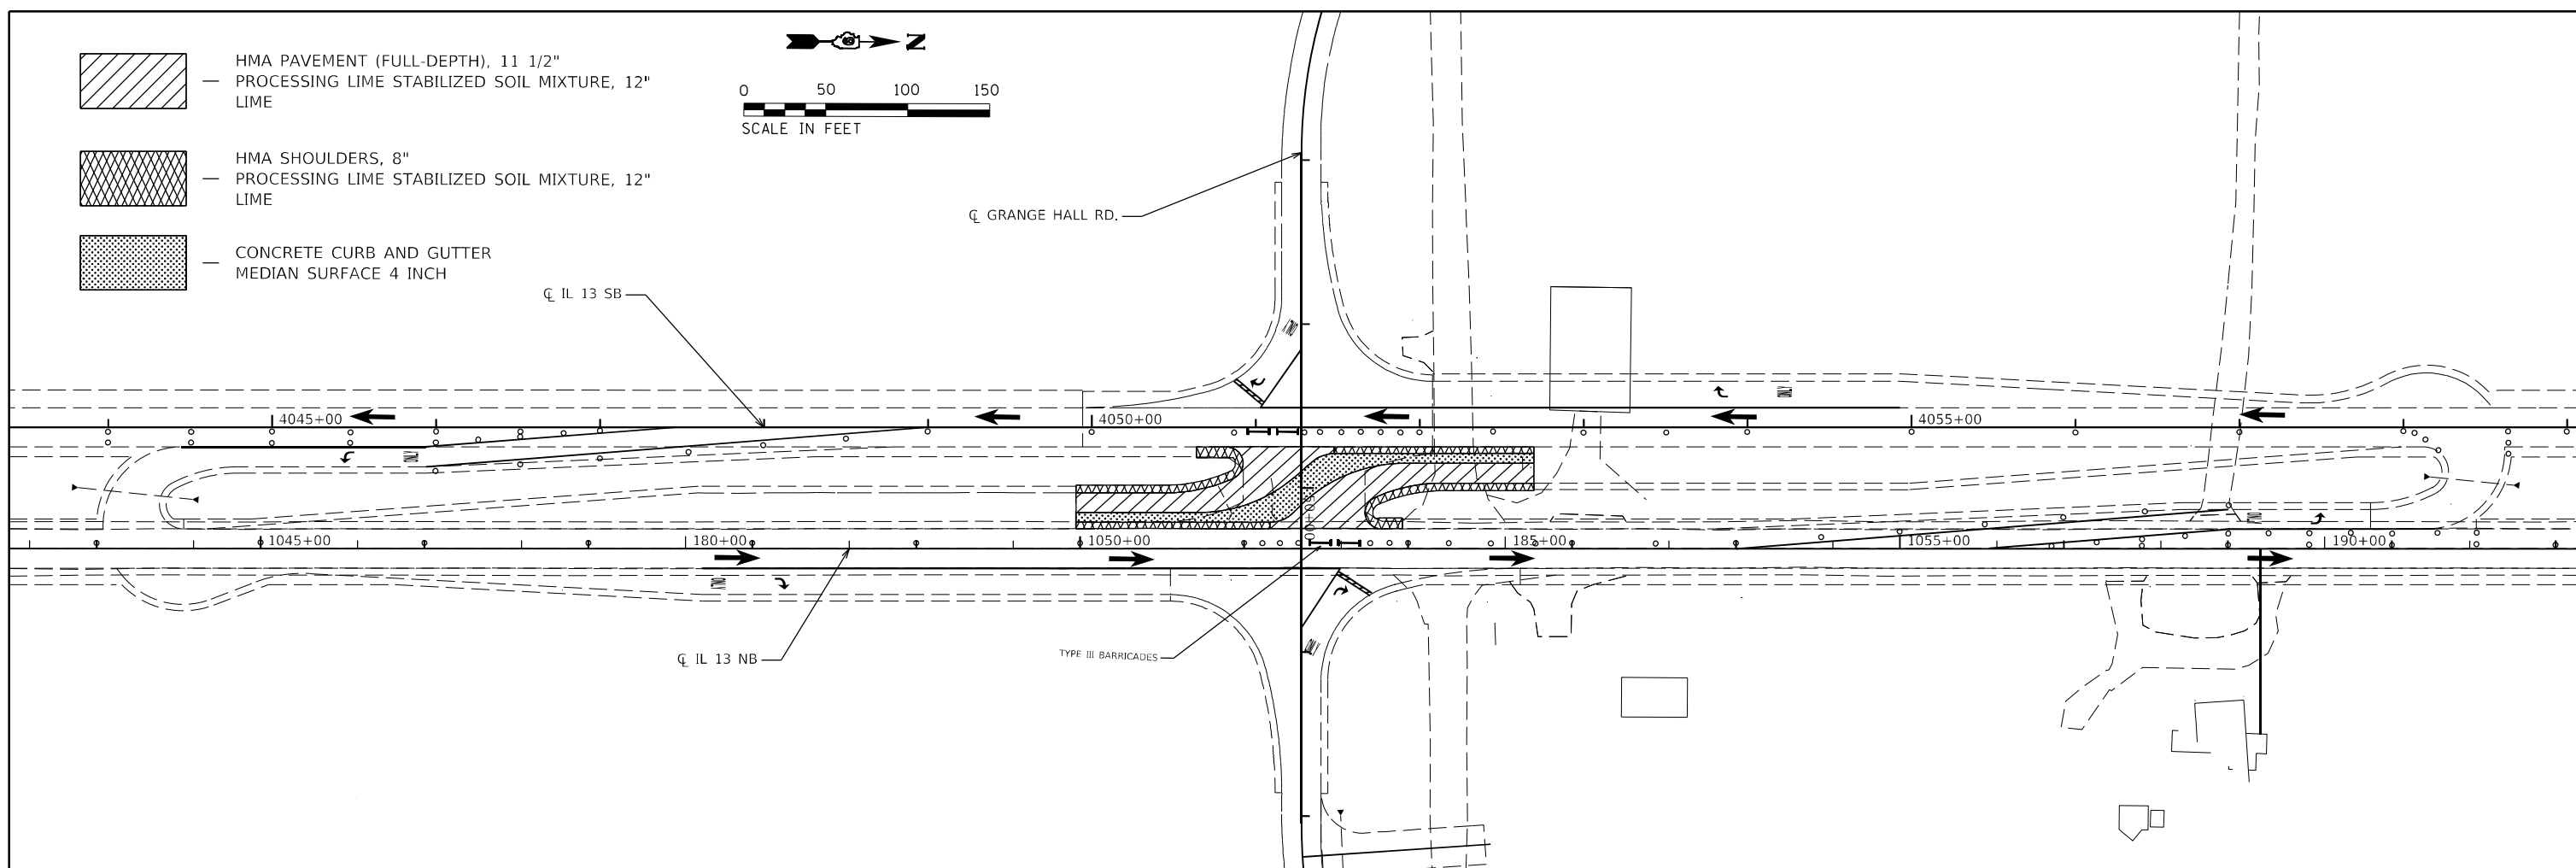 HMA PAVEMENT (FULL-DEPTH), 11 1/2"
PROCESSING LIME STABILIZED SOIL MIXTURE, 12"
LIME
HMA SHOULDERS, 8"
PROCESSING LIME STABILIZED SOIL MIXTURE, 12"
LIME
CONCRETE CURB AND GUTTER
MEDIAN SURFACE 4 INCH
N
0 50 100 150
SCALE IN FEET
℄ GRANGE HALL RD.
℄ IL 13 SB
4045+00 4050+00 4055+00
1045+00 180+00 1050+00 185+00 1055+00 190+00
℄ IL 13 NB
TYPE III BARRICADES